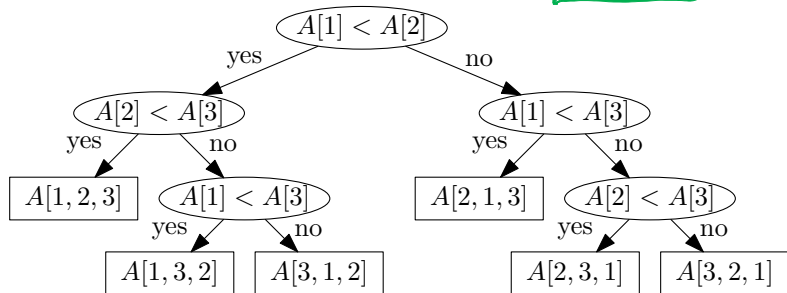 A[1] < A[2]
yes no
A[2] < A[3] A[1] < A[3]
yes no yes no
A[1, 2, 3] A[1] < A[3] A[2, 1, 3] A[2] < A[3]
yes no yes no
A[1, 3, 2] A[3, 1, 2] A[2, 3, 1] A[3, 2, 1]